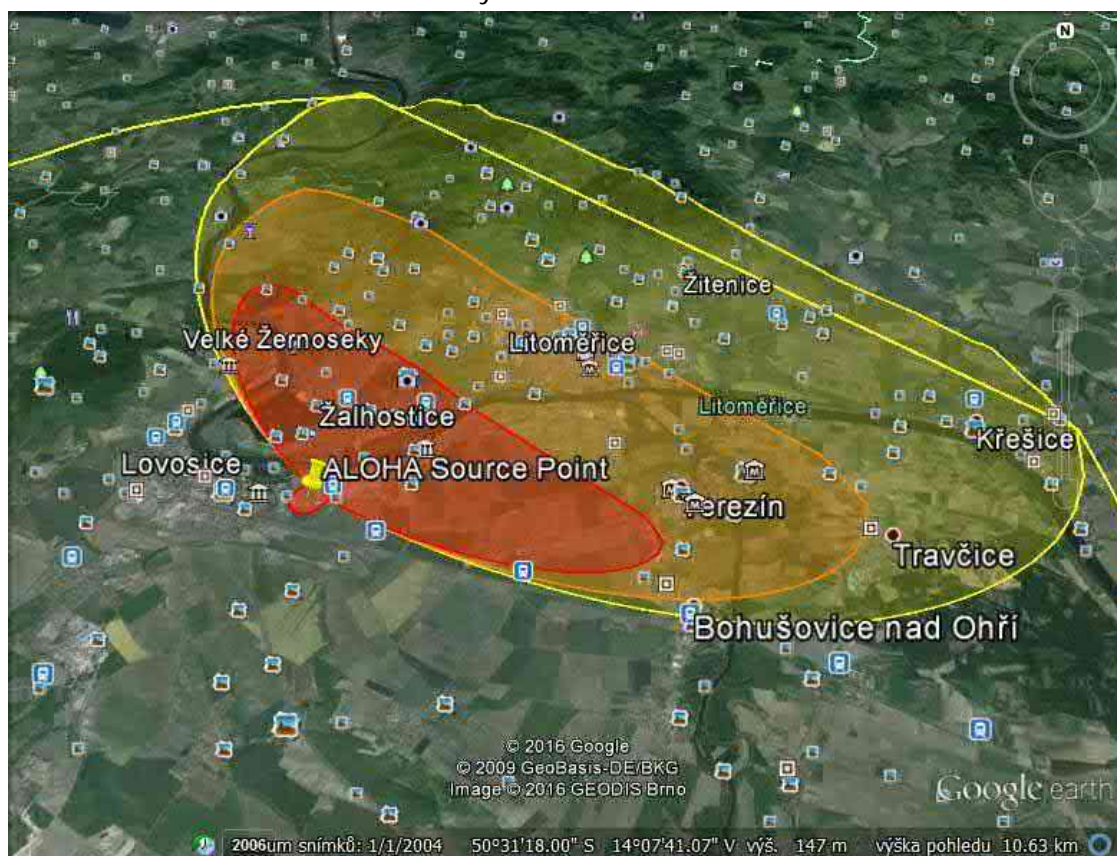 N
Žitenice
Velké Žernoseky
Litoměřice
Litoměřice
Žalhostice
Křešice
Lovosice
ALOHA Source Point
Terezín
Travčice
Bohušovice nad Ohří
© 2016 Google
© 2009 GeoBasis-DE/BKG
Image © 2016 GEODIS Brno
Google earth
2006um snímků: 1/1/2004 50°31'18.00" S 14°07'41.07" V výš. 147 m výška pohledu 10.63 km